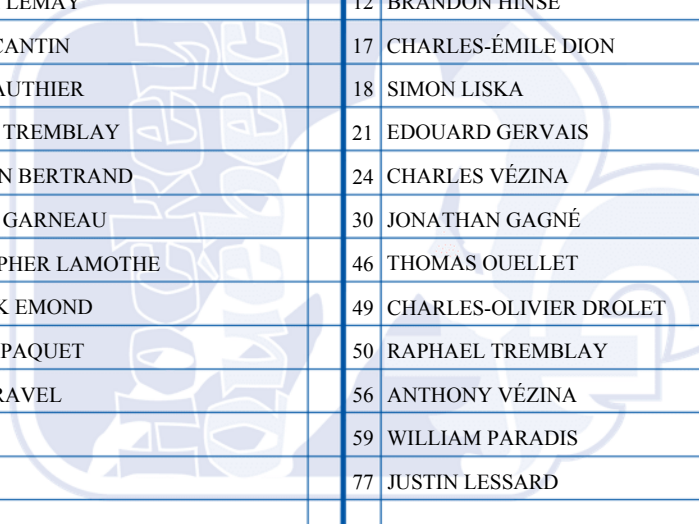 LEMAY
CANTIN
AUTHIER
TREMBLAY
N BERTRAND
GARNEAU
PHER LAMOTHE
K EMOND
PAQUET
RAVEL
12 BRANDON HINSE
17 CHARLES-ÉMILE DION
18 SIMON LISKA
21 EDOUARD GERVAIS
24 CHARLES VÉZINA
30 JONATHAN GAGNÉ
46 THOMAS OUELLET
49 CHARLES-OLIVIER DROLET
50 RAPHAEL TREMBLAY
56 ANTHONY VÉZINA
59 WILLIAM PARADIS
77 JUSTIN LESSARD
HOCKEY
QUÉBEC